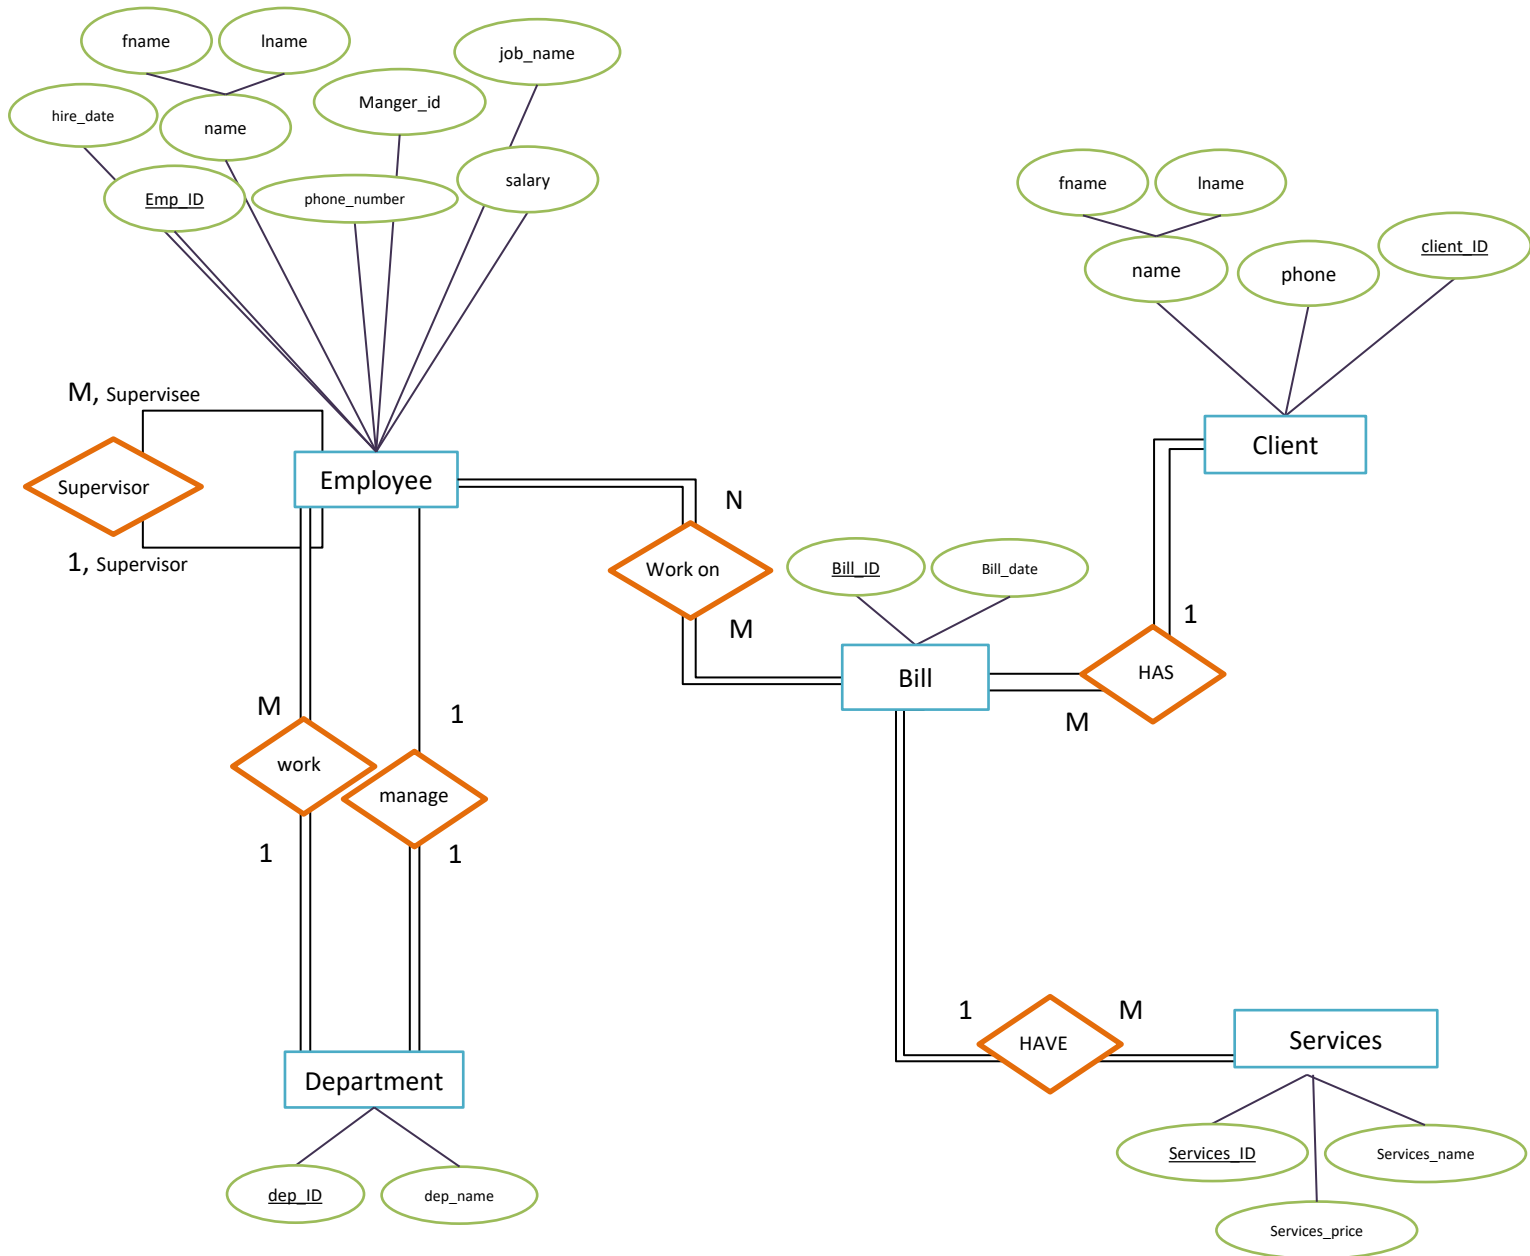 fname
lname
job_name
hire_date
name
Manger_id
Emp_ID
phone_number
salary
fname
lname
name
phone
client_ID
M, Supervisee
Supervisor
1, Supervisor
Employee
Client
N
Work on
M
Bill_ID
Bill_date
1
Bill
HAS
M
M
work
1
1
manage
1
Department
dep_ID
dep_name
1
HAVE
M
Services
Services_ID
Services_name
Services_price